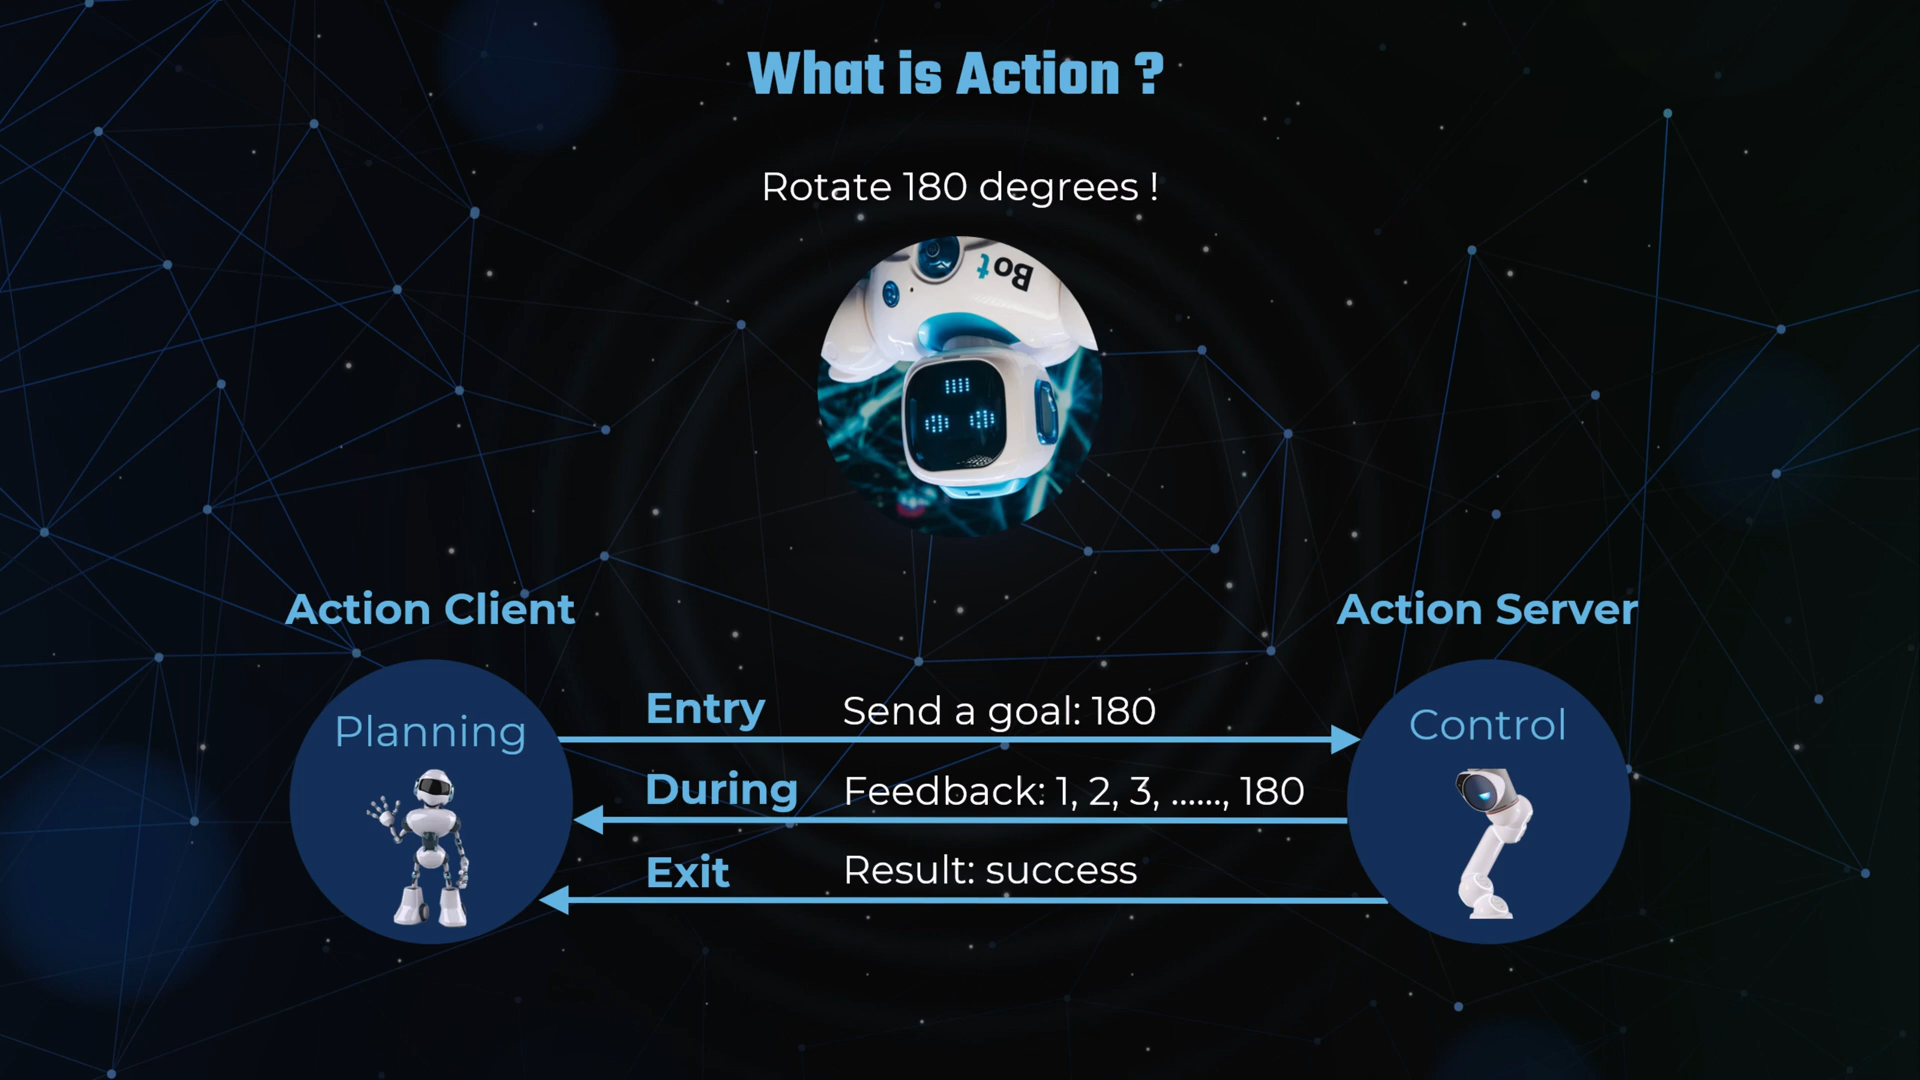 What is Action ?
Rotate 180 degrees !
Bot
Action Client
Action Server
Planning
Control
Entry Send a goal: 180
During Feedback: 1, 2, 3, ......, 180
Exit Result: success